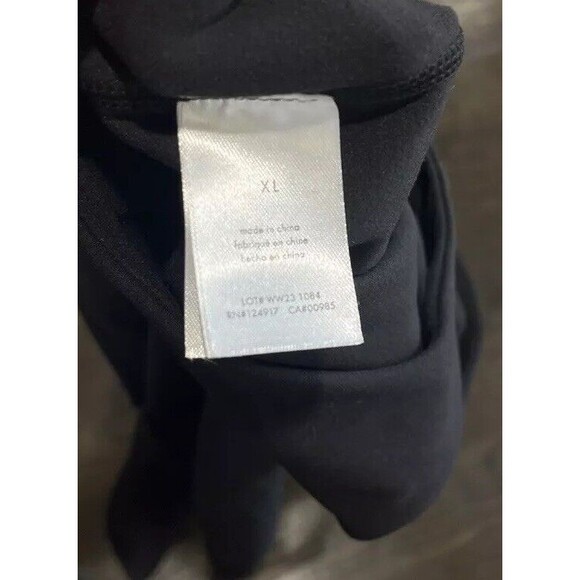 XL
made in china
fabriqué en chine
hecho en china
LOT# WW23 1084
RN#124917 CA#00985